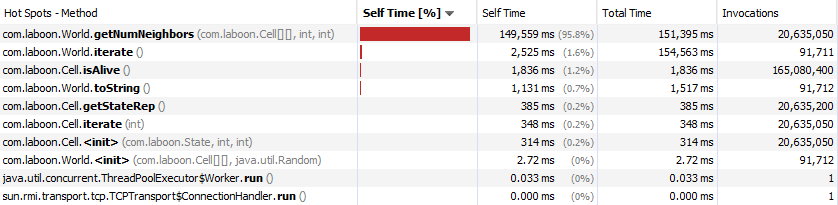 Hot Spots - Method Self Time [%] Self Time Total Time Invocations
com.laboon.World.getNumNeighbors (com.laboon.Cell[][], int, int) 149,559 ms (95.8%) 151,395 ms 20,635,050
com.laboon.World.iterate () 2,525 ms (1.6%) 154,563 ms 91,711
com.laboon.Cell.isAlive () 1,836 ms (1.2%) 1,836 ms 165,080,400
com.laboon.World.toString () 1,131 ms (0.7%) 1,517 ms 91,712
com.laboon.Cell.getStateRep () 385 ms (0.2%) 385 ms 20,635,200
com.laboon.Cell.iterate (int) 348 ms (0.2%) 348 ms 20,635,050
com.laboon.Cell.<init> (com.laboon.State, int, int) 314 ms (0.2%) 314 ms 20,635,050
com.laboon.World.<init> (com.laboon.Cell[][], java.util.Random) 2.72 ms (0%) 2.72 ms 91,712
java.util.concurrent.ThreadPoolExecutor$Worker.run () 0.033 ms (0%) 0.033 ms 1
sun.rmi.transport.tcp.TCPTransport$ConnectionHandler.run () 0.000 ms (0%) 0.000 ms 1